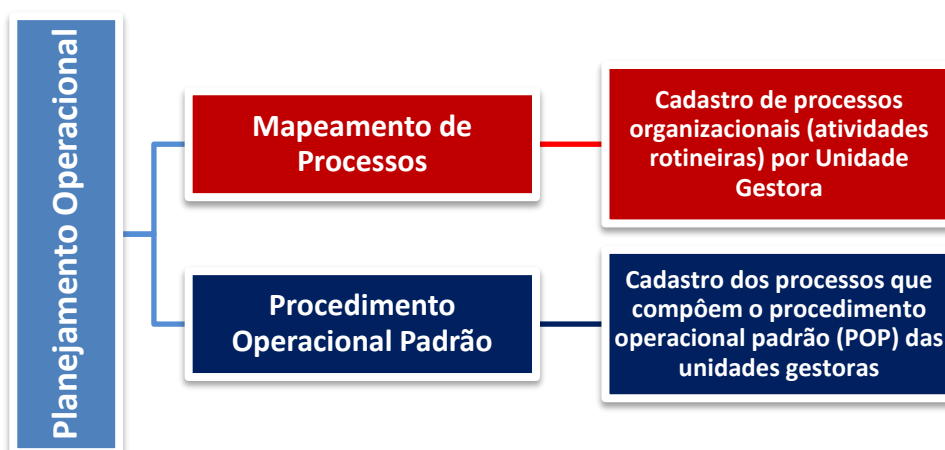 Planejamento Operacional
Mapeamento de
Processos
Cadastro de processos
organizacionais (atividades
rotineiras) por Unidade
Gestora
Procedimento
Operacional Padrão
Cadastro dos processos que
compôem o procedimento
operacional padrão (POP) das
unidades gestoras